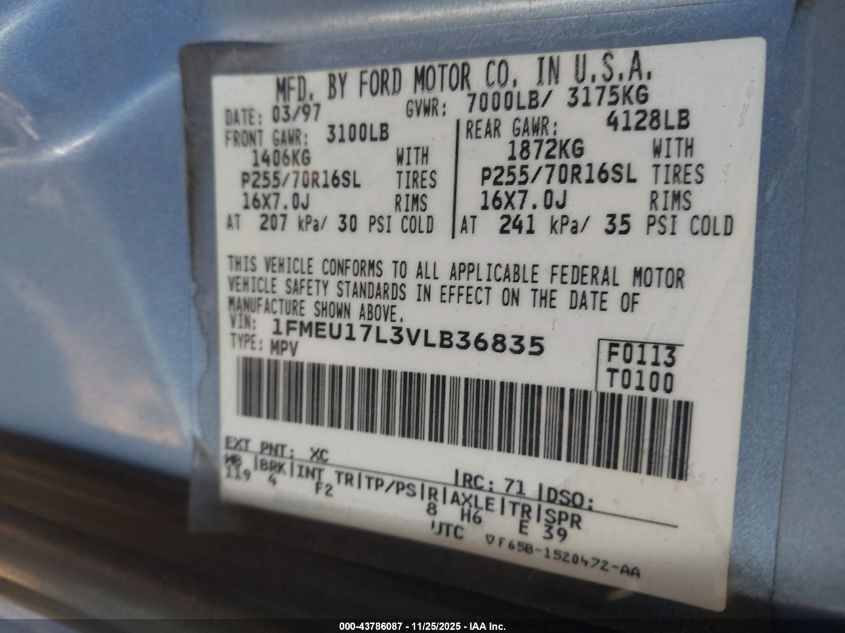 MFD. BY FORD MOTOR CO. IN U.S.A.
DATE: 03/97 GVWR: 7000LB/ 3175KG
FRONT GAWR: 3100LB REAR GAWR: 4128LB
1406KG WITH 1872KG WITH
P255/70R16SL TIRES P255/70R16SL TIRES
16X7.0J RIMS 16X7.0J RIMS
AT 207 kPa/ 30 PSI COLD AT 241 kPa/ 35 PSI COLD
THIS VEHICLE CONFORMS TO ALL APPLICABLE FEDERAL MOTOR
VEHICLE SAFETY STANDARDS IN EFFECT ON THE DATE OF
MANUFACTURE SHOWN ABOVE.
VIN: 1FMEU17L3VLB36835
TYPE: MPV
F0113
T0100
EXT PNT: XC RC: 71 DSO:
WB BRK INT TR TP/PS R AXLE TR SPR
119 4 F2 8 H6 E 39
UTC ▽F65B-1520472-AA
000-43786087 - 11/25/2025 - IAA Inc.